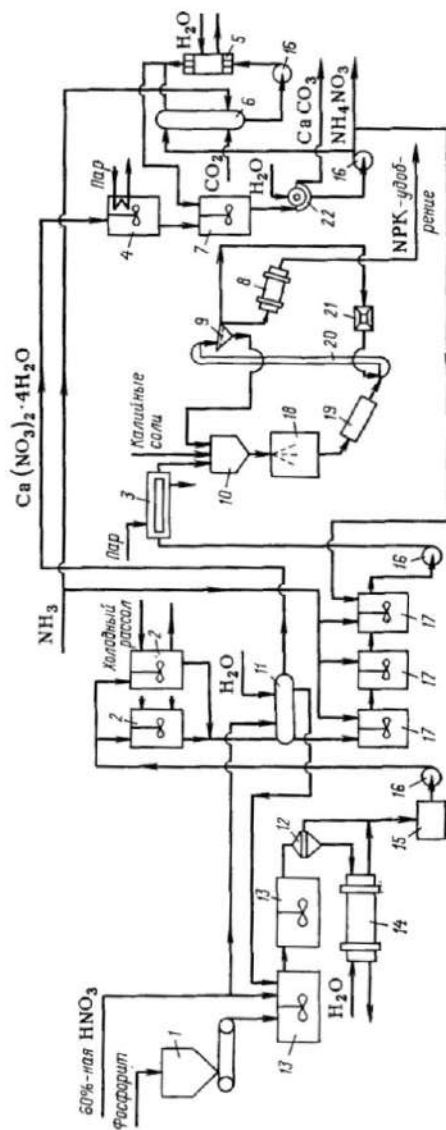 Фосфорит
60%-ная HNO₃
1
13
H₂O
13
12
14
15
16
2
2
Холодный рассол
NH₃
Ca(NO₃)₂·4H₂O
H₂O
11
17
17
17
16
Пар
3
Калийные
соли
10
18
19
20
9
21
8
NPK-удоб-
рение
4
Пар
7
CO₂
H₂O
22
16
CaCO₃
NH₄NO₃
6
5
H₂O
16